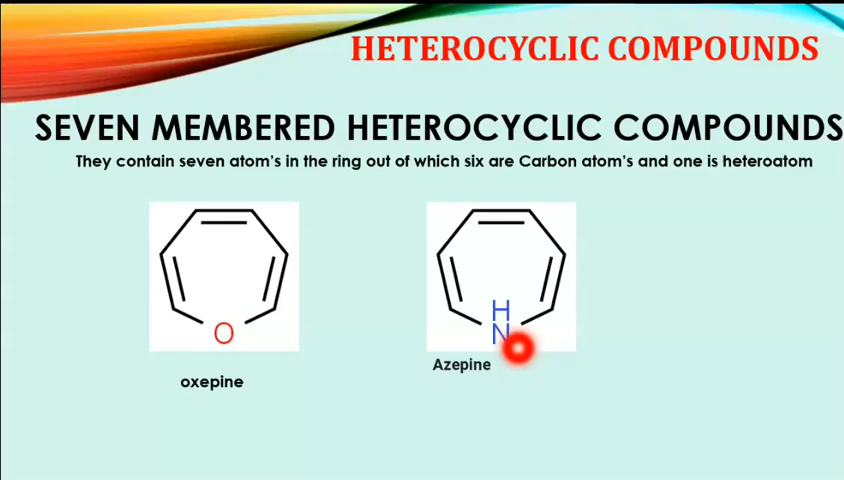 HETEROCYCLIC COMPOUNDS
SEVEN MEMBERED HETEROCYCLIC COMPOUNDS
They contain seven atom's in the ring out of which six are Carbon atom's and one is heteroatom
O
H
N
Azepine
oxepine